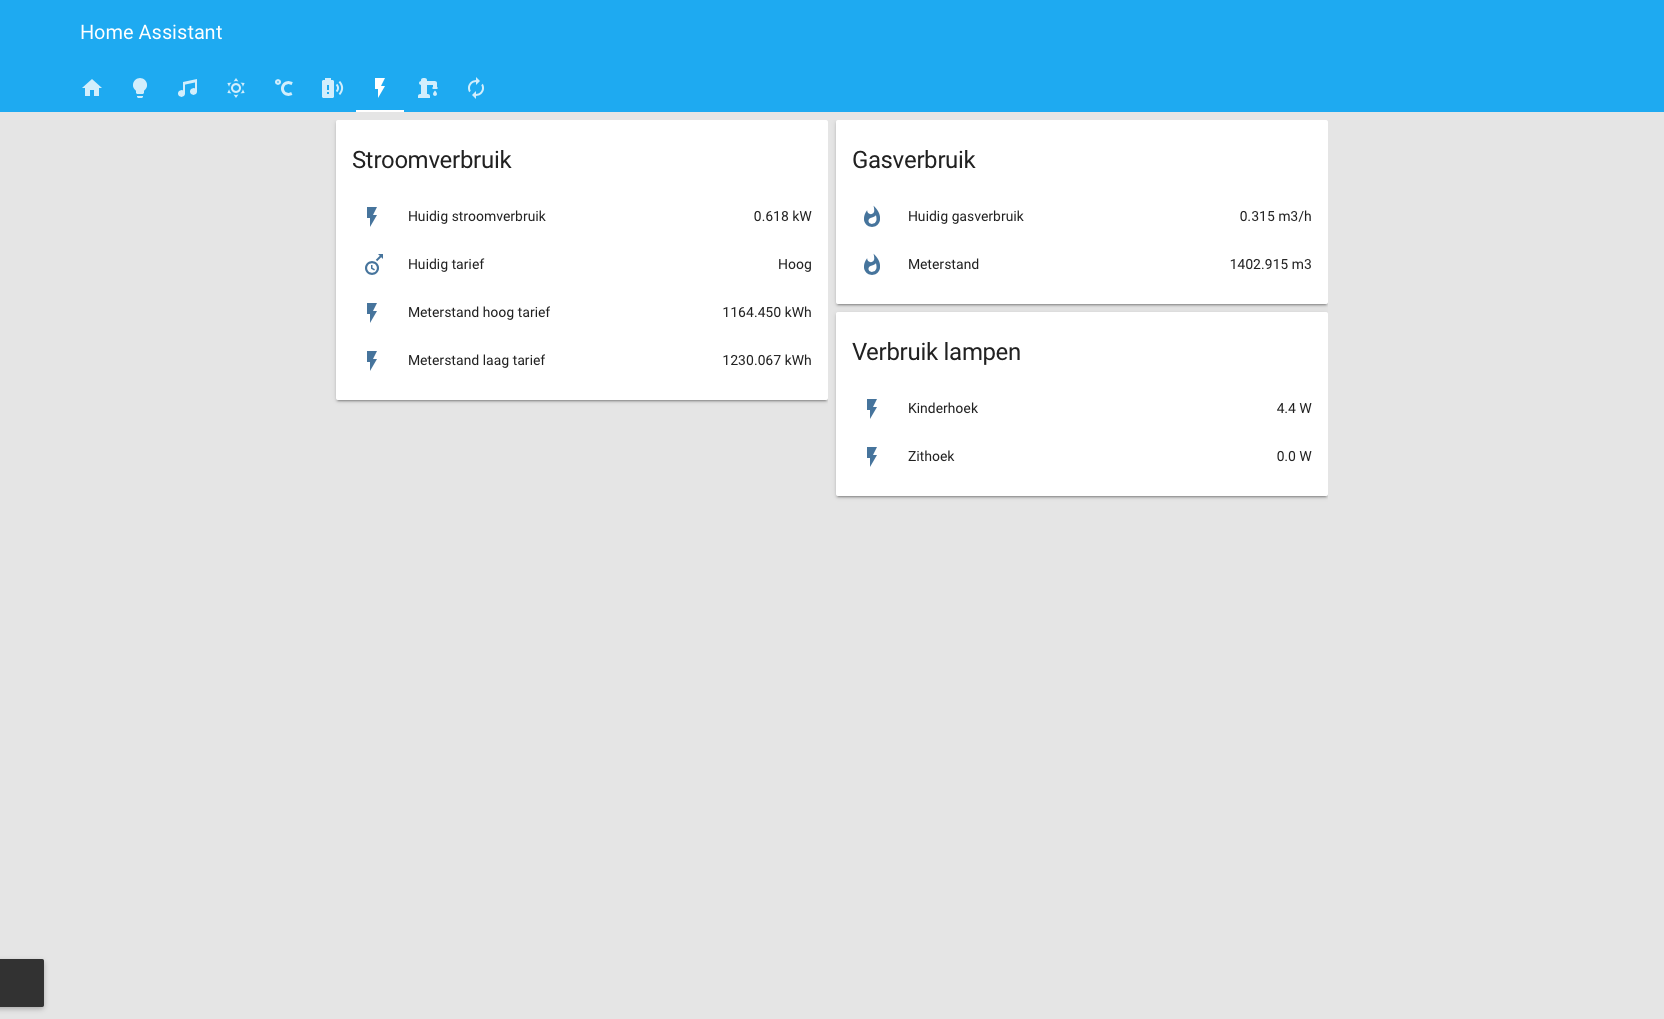 Home Assistant
Stroomverbruik
Huidig stroomverbruik 0.618 kW
Huidig tarief Hoog
Meterstand hoog tarief 1164.450 kWh
Meterstand laag tarief 1230.067 kWh
Gasverbruik
Huidig gasverbruik 0.315 m3/h
Meterstand 1402.915 m3
Verbruik lampen
Kinderhoek 4.4 W
Zithoek 0.0 W